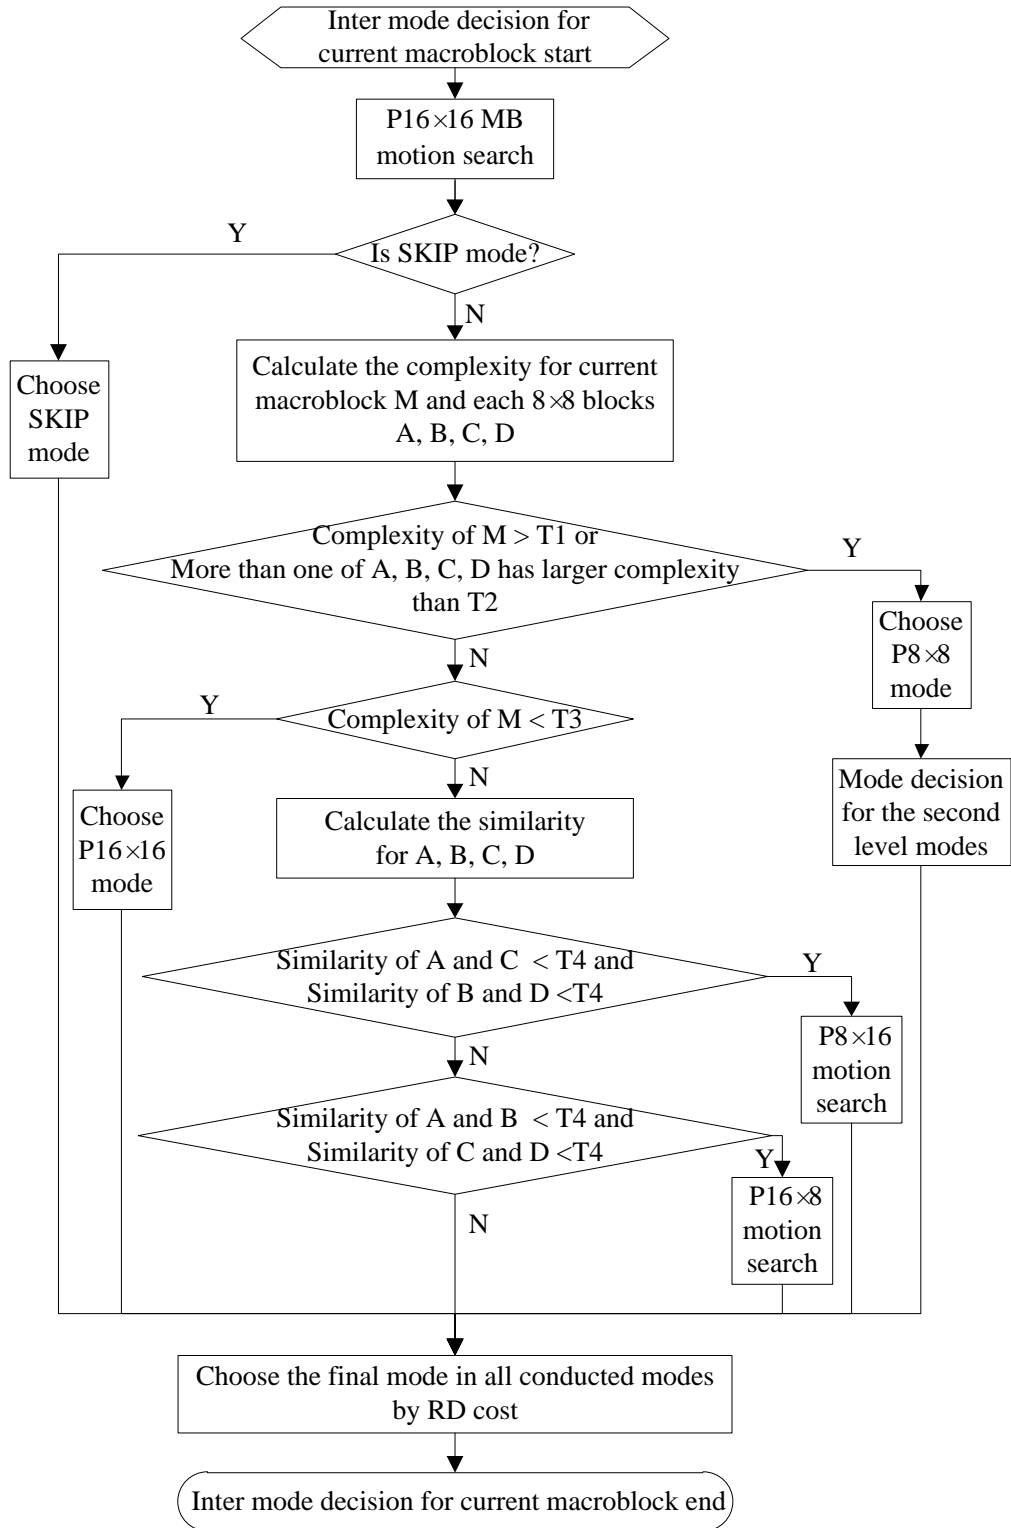 Inter mode decision for
current macroblock start
P16×16 MB
motion search
Y
Is SKIP mode?
N
Choose
SKIP
mode
Calculate the complexity for current
macroblock M and each 8×8 blocks
A, B, C, D
Complexity of M > T1 or
More than one of A, B, C, D has larger complexity
than T2
Y
N
Choose
P8×8
mode
Y
Complexity of M < T3
N
Mode decision
for the second
level modes
Choose
P16×16
mode
Calculate the similarity
for A, B, C, D
Similarity of A and C < T4 and
Similarity of B and D <T4
Y
N
P8×16
motion
search
Similarity of A and B < T4 and
Similarity of C and D <T4
Y
N
P16×8
motion
search
Choose the final mode in all conducted modes
by RD cost
Inter mode decision for current macroblock end